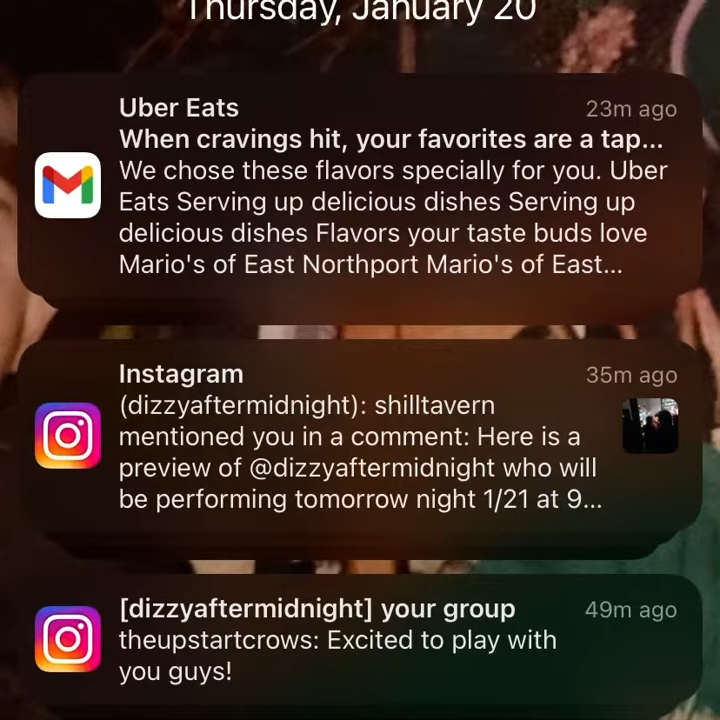 Thursday, January 20
Uber Eats
23m ago
When cravings hit, your favorites are a tap...
We chose these flavors specially for you. Uber
Eats Serving up delicious dishes Serving up
delicious dishes Flavors your taste buds love
Mario's of East Northport Mario's of East...
Instagram
35m ago
(dizzyaftermidnight): shilltavern
mentioned you in a comment: Here is a
preview of @dizzyaftermidnight who will
be performing tomorrow night 1/21 at 9...
[dizzyaftermidnight] your group
49m ago
theupstartcrows: Excited to play with
you guys!